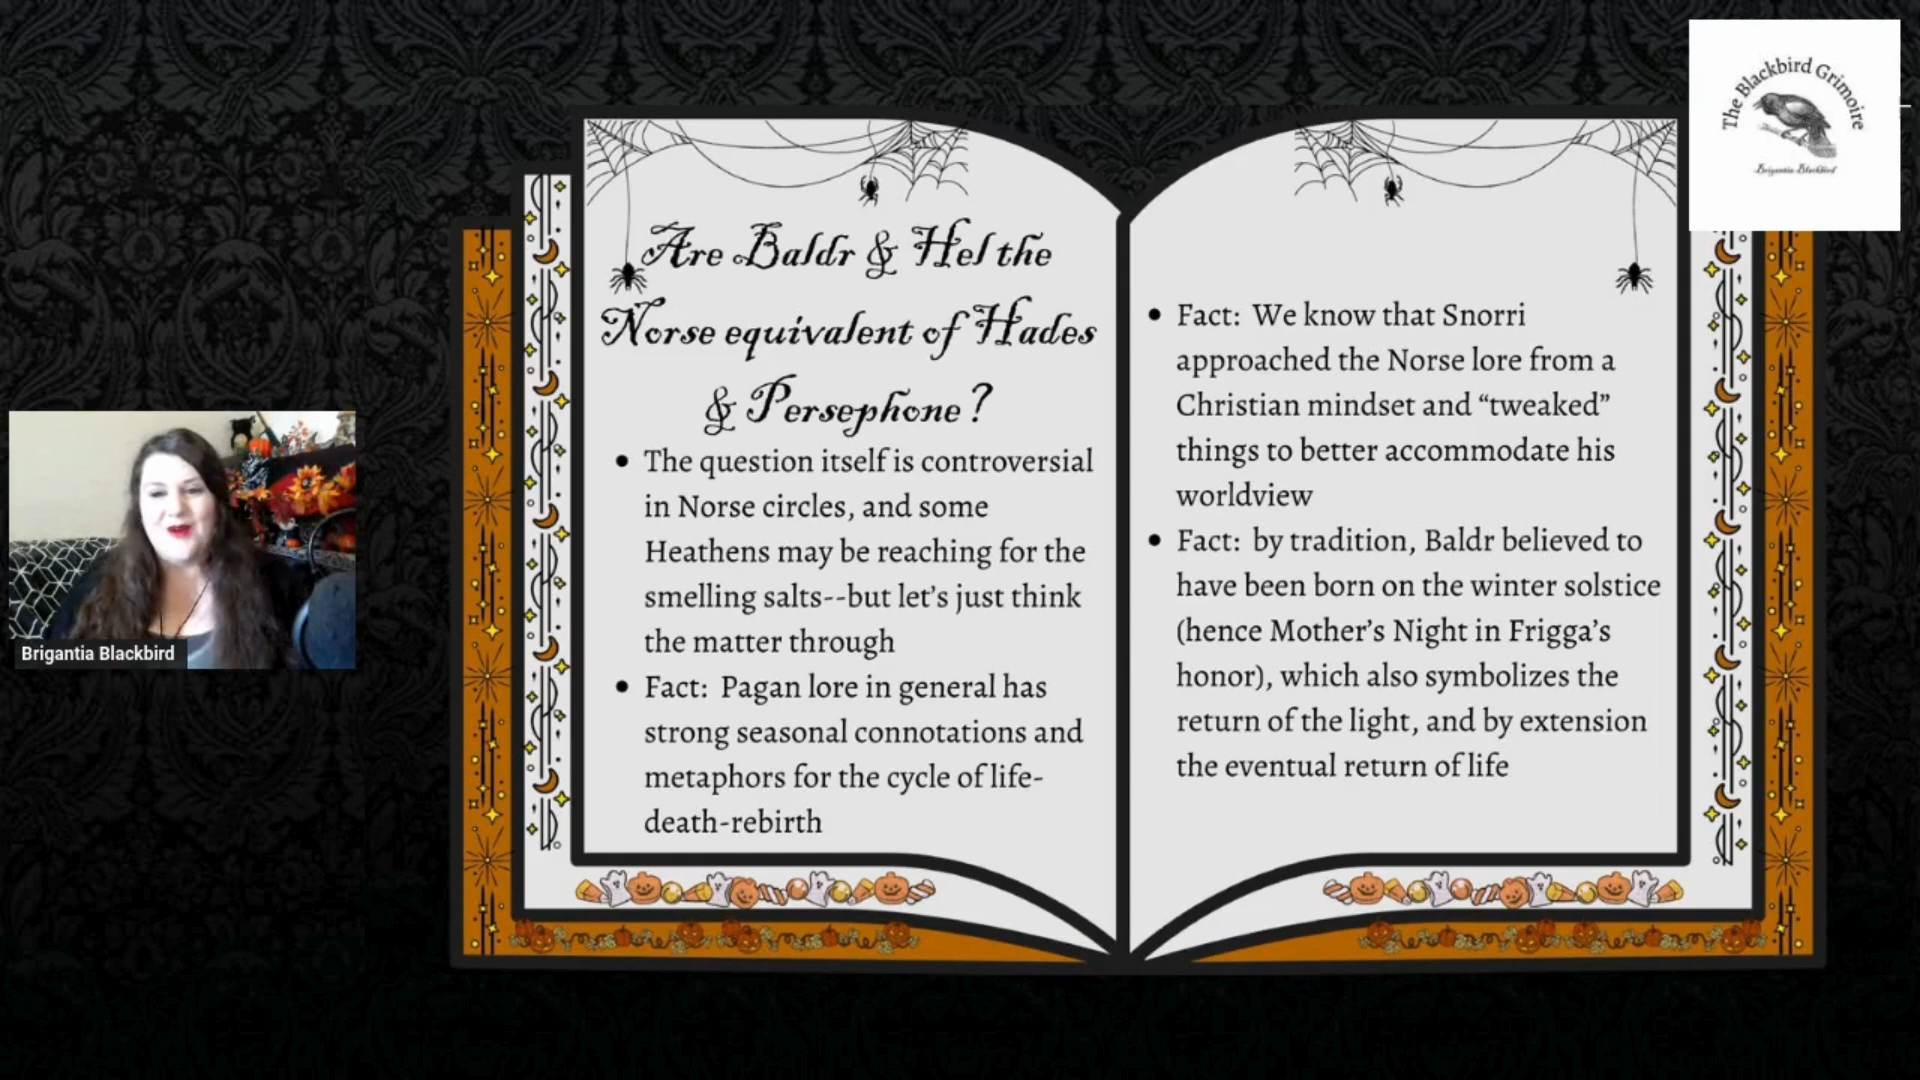 The Blackbird Grimoire
Brigantia Blackbird
Are Baldr & Hel the
Norse equivalent of Hades
& Persephone?
• The question itself is controversial
in Norse circles, and some
Heathens may be reaching for the
smelling salts--but let's just think
the matter through
• Fact:  Pagan lore in general has
strong seasonal connotations and
metaphors for the cycle of life-
death-rebirth
• Fact:  We know that Snorri
approached the Norse lore from a
Christian mindset and “tweaked”
things to better accommodate his
worldview
• Fact:  by tradition, Baldr believed to
have been born on the winter solstice
(hence Mother’s Night in Frigga’s
honor), which also symbolizes the
return of the light, and by extension
the eventual return of life
Brigantia Blackbird